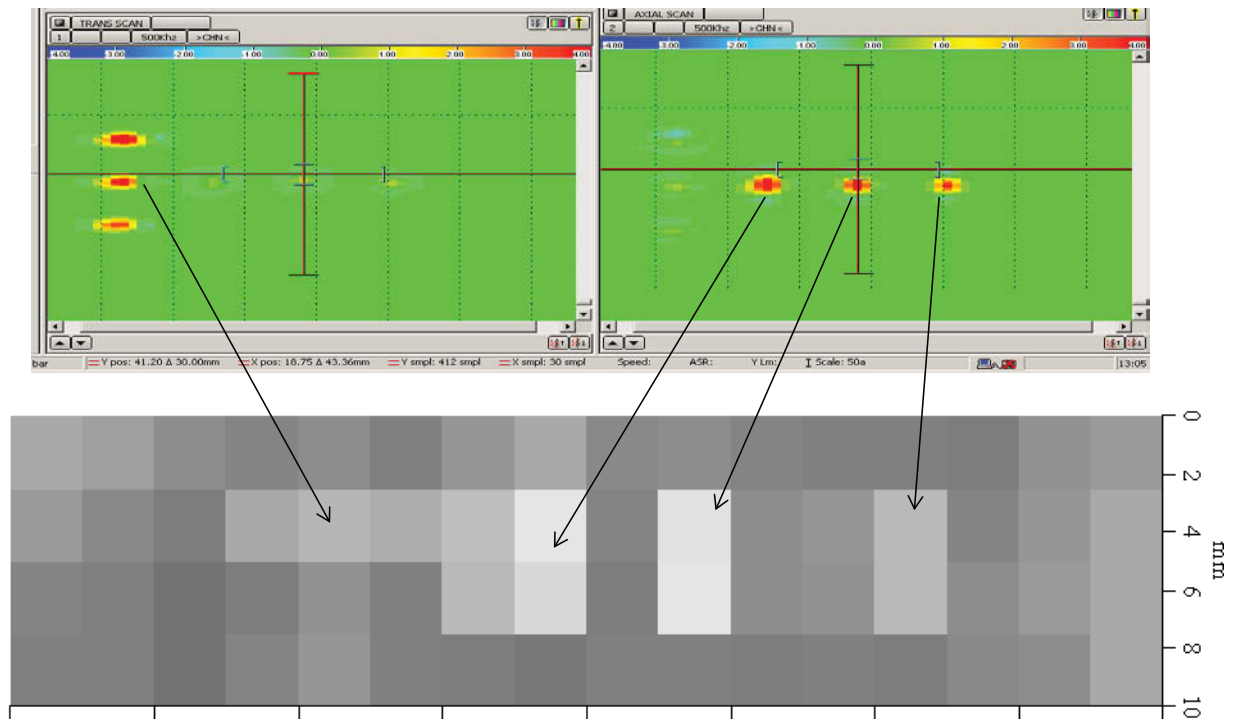 TRANS SCAN
1 500Khz >CHN<
-4.00 -3.00 -2.00 -1.00 0.00 1.00 2.00 3.00 4.00
AXIAL SCAN
2 500Khz >CHN<
-4.00 -3.00 -2.00 -1.00 0.00 1.00 2.00 3.00 4.00
bar Y pos: 41.20 Δ 30.00mm X pos: 18.75 Δ 43.36mm Y smpl: 412 smpl X smpl: 30 smpl Speed: ASR: Y Lm: Scale: 50a 13:05
0
2
4
mm
6
8
10